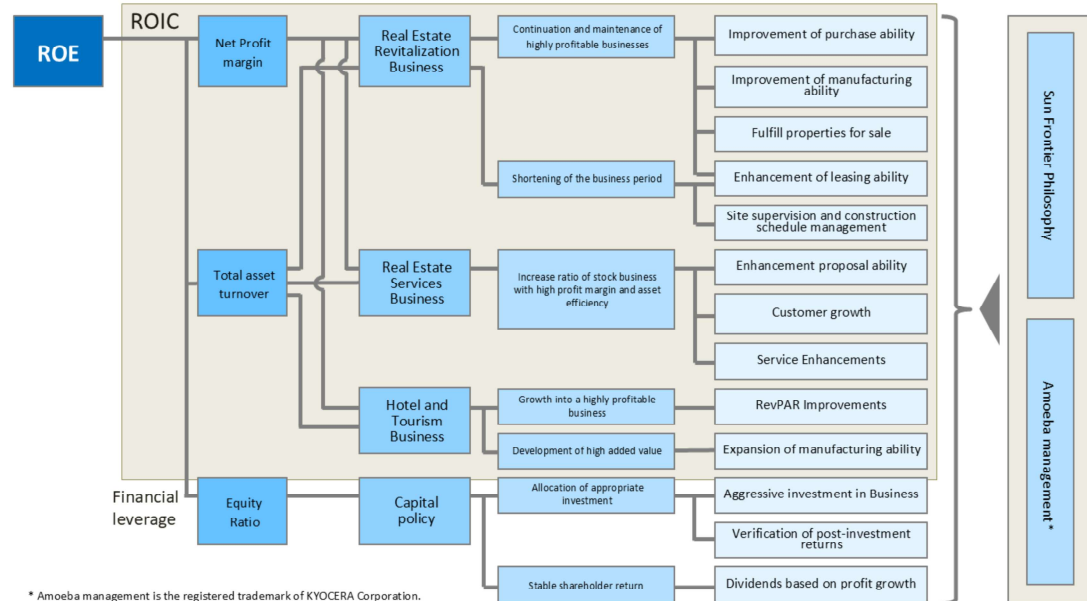 ROE
ROIC
Net Profit
margin
Real Estate
Revitalization
Business
Continuation and maintenance of
highly profitable businesses
Improvement of purchase ability
Improvement of manufacturing
ability
Fulfill properties for sale
Shortening of the business period
Enhancement of leasing ability
Site supervision and construction
schedule management
Total asset
turnover
Real Estate
Services
Business
Increase ratio of stock business
with high profit margin and asset
efficiency
Enhancement proposal ability
Customer growth
Service Enhancements
Hotel and
Tourism
Business
Growth into a highly profitable
business
RevPAR Improvements
Development of high added value
Expansion of manufacturing ability
Financial
leverage
Equity
Ratio
Capital
policy
Allocation of appropriate
investment
Aggressive investment in Business
Verification of post-investment
returns
Stable shareholder return
Dividends based on profit growth
Sun Frontier Philosophy
Amoeba management*
* Amoeba management is the registered trademark of KYOCERA Corporation.